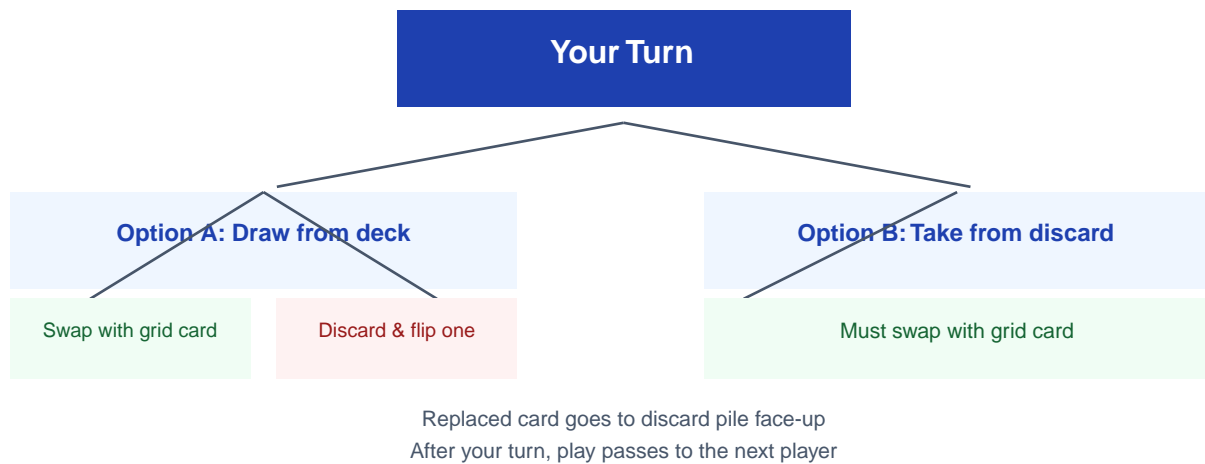 Your Turn
Option A: Draw from deck
Option B: Take from discard
Swap with grid card
Discard & flip one
Must swap with grid card
Replaced card goes to discard pile face-up
After your turn, play passes to the next player